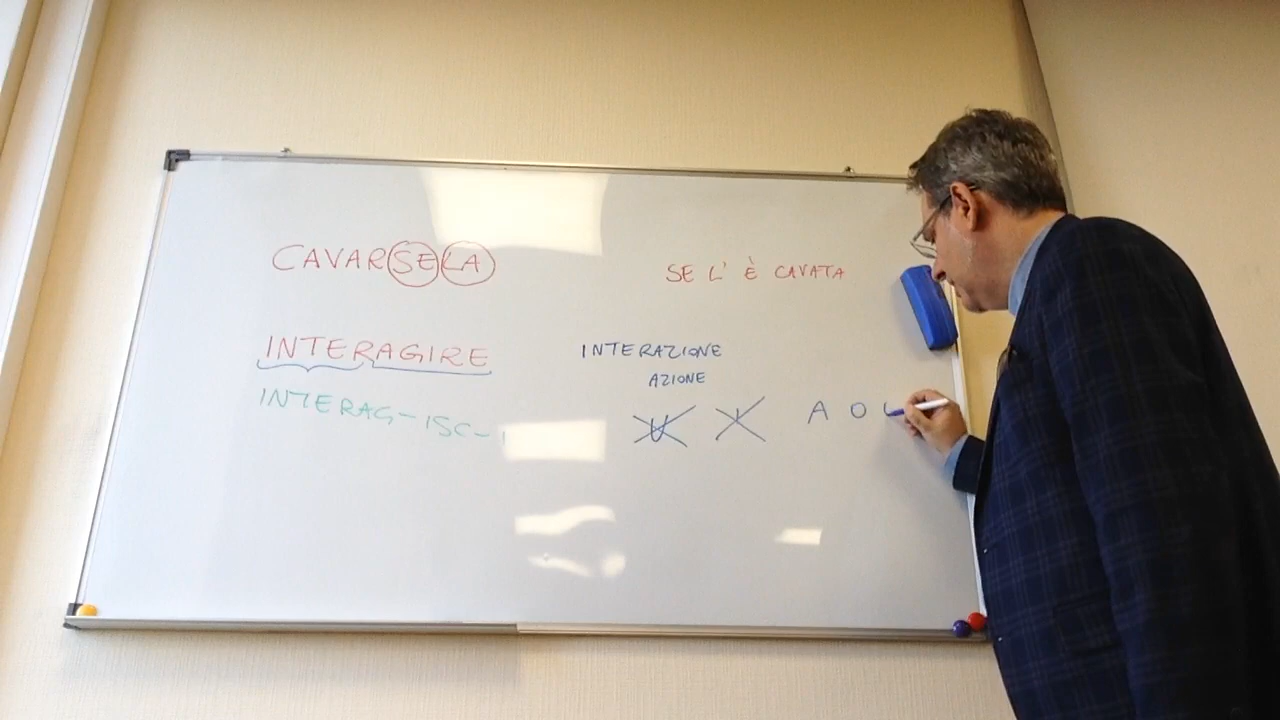 CAVARSELA
SE L' È CAVATA
INTERAGIRE
INTERAZIONE
AZIONE
INTERAG-ISC-I
U I A O U